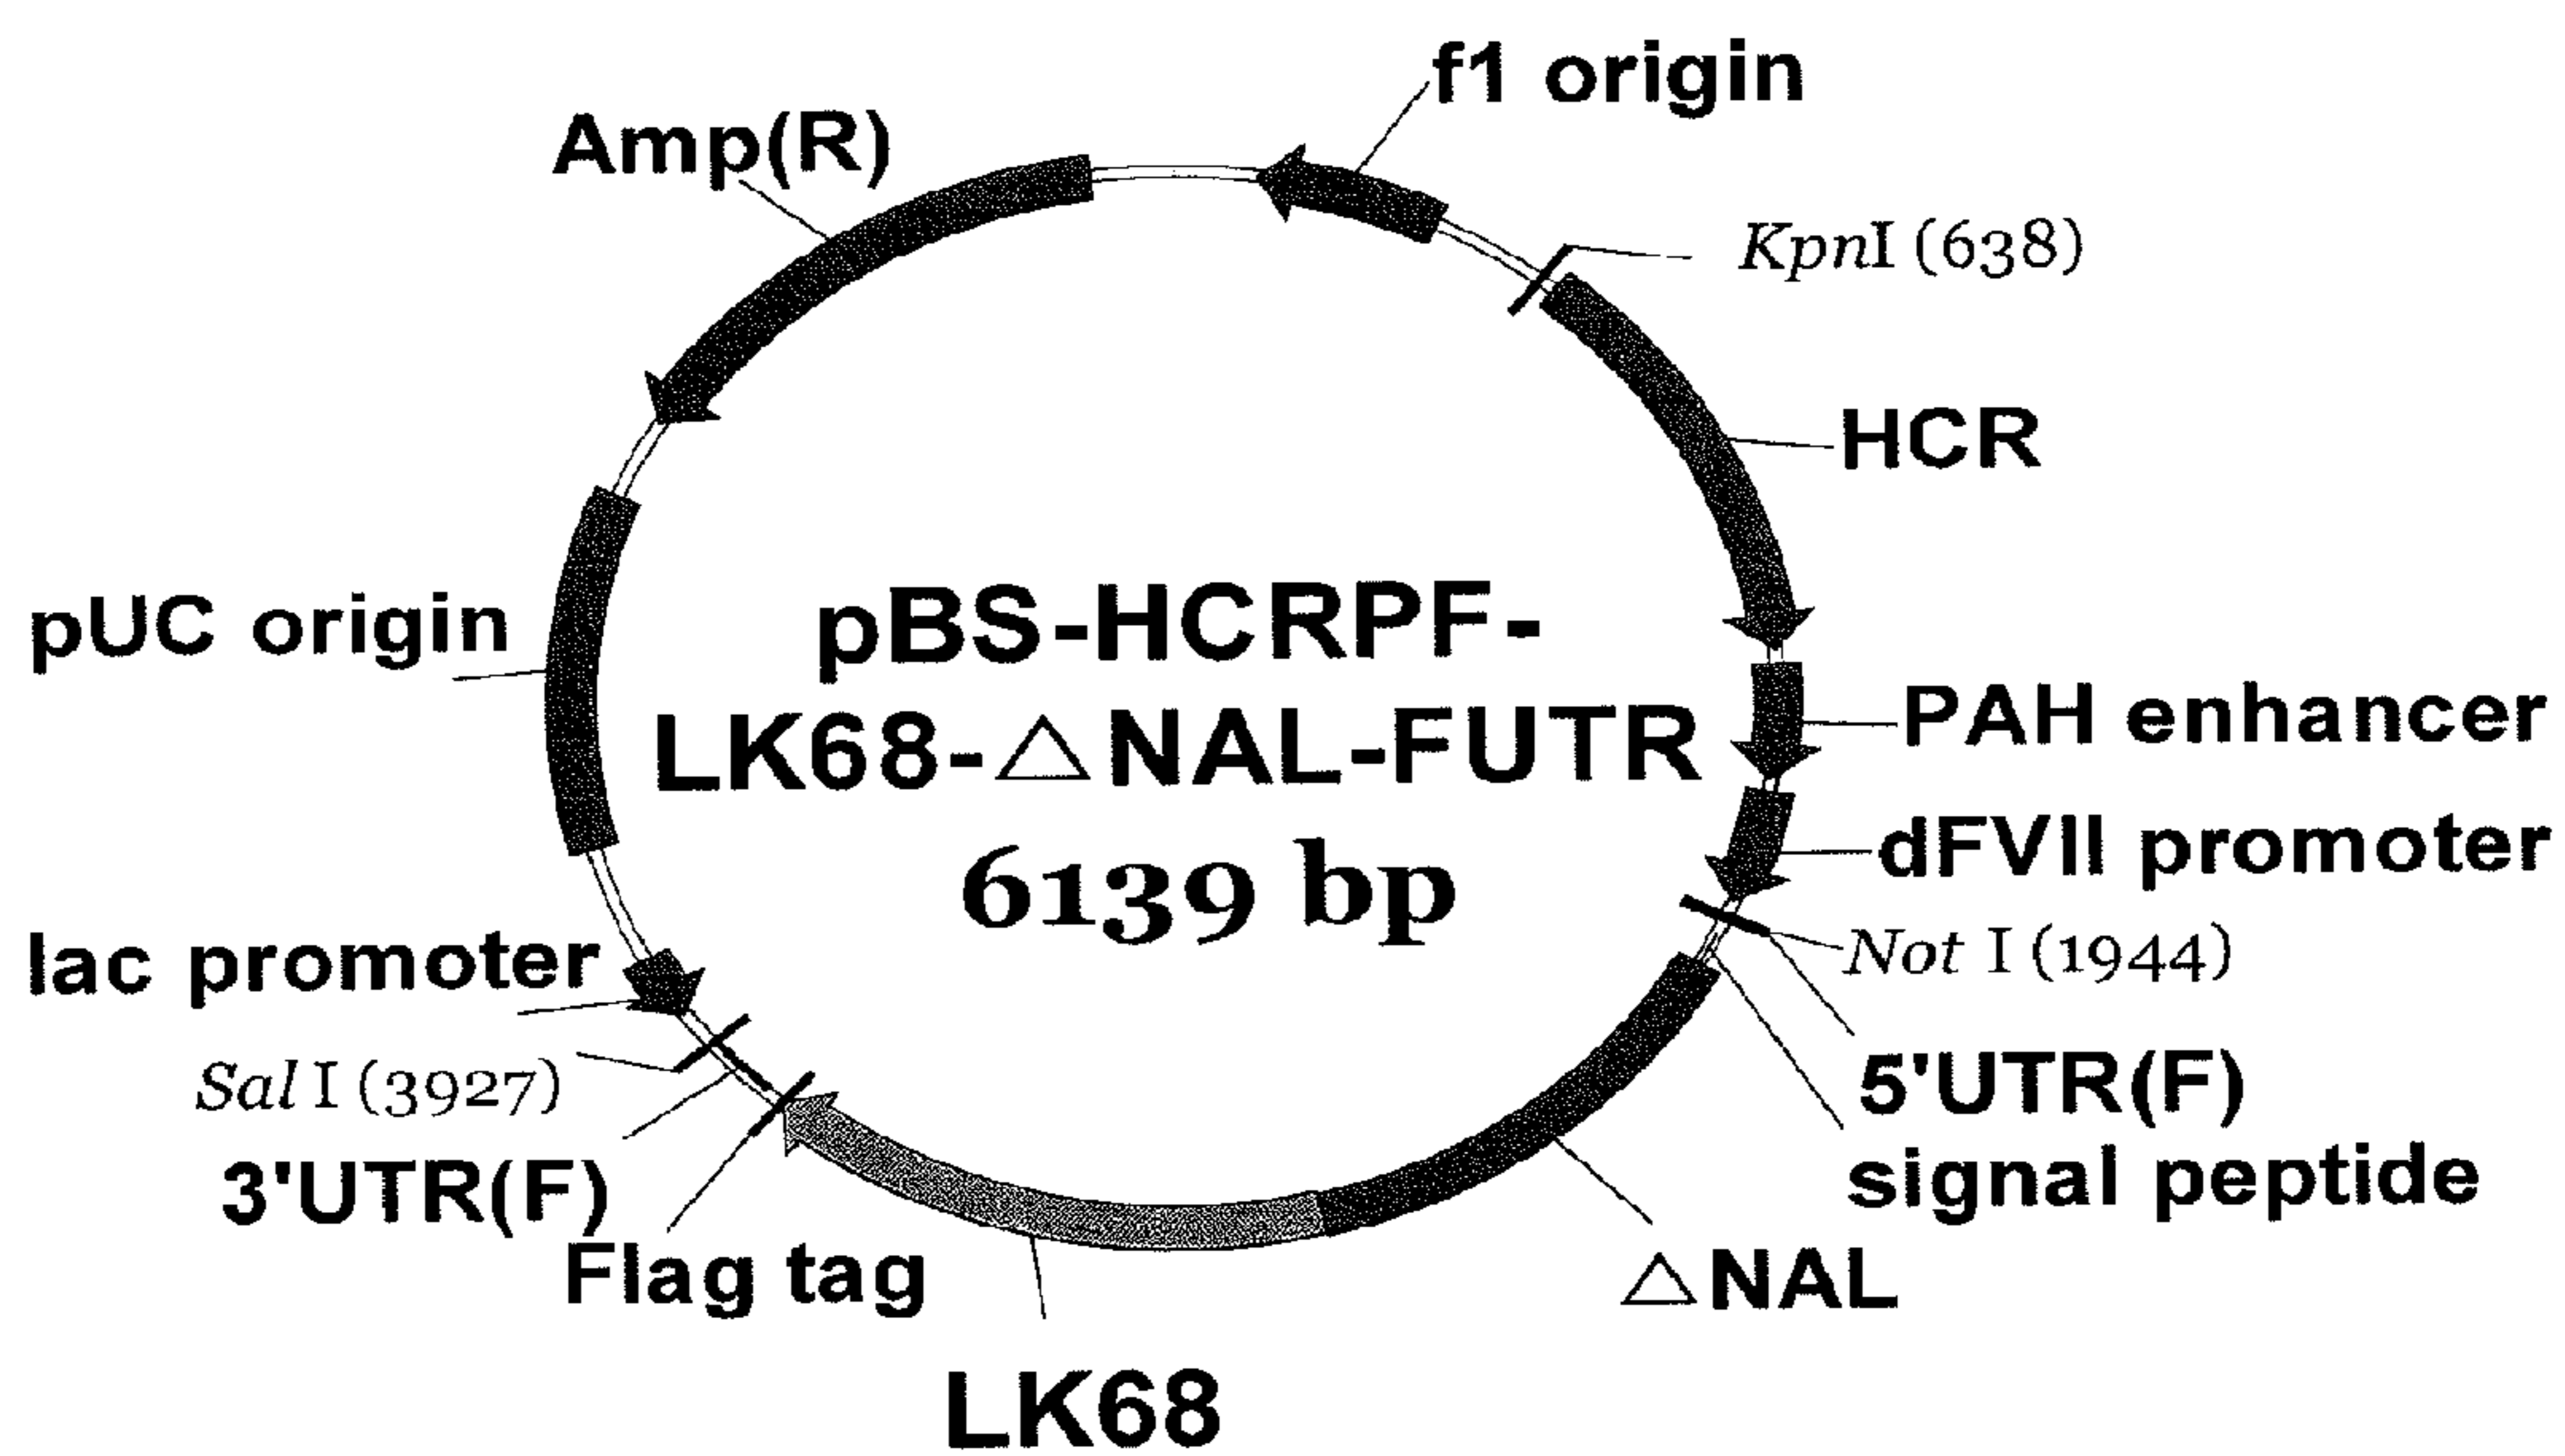 f1 origin
Amp(R)
KpnI (638)
HCR
pBS-HCRPF-
LK68-△NAL-FUTR
6139 bp
pUC origin
PAH enhancer
dFVII promoter
Not I (1944)
lac promoter
5'UTR(F)
signal peptide
Sal I (3927)
3'UTR(F)
Flag tag
△NAL
LK68